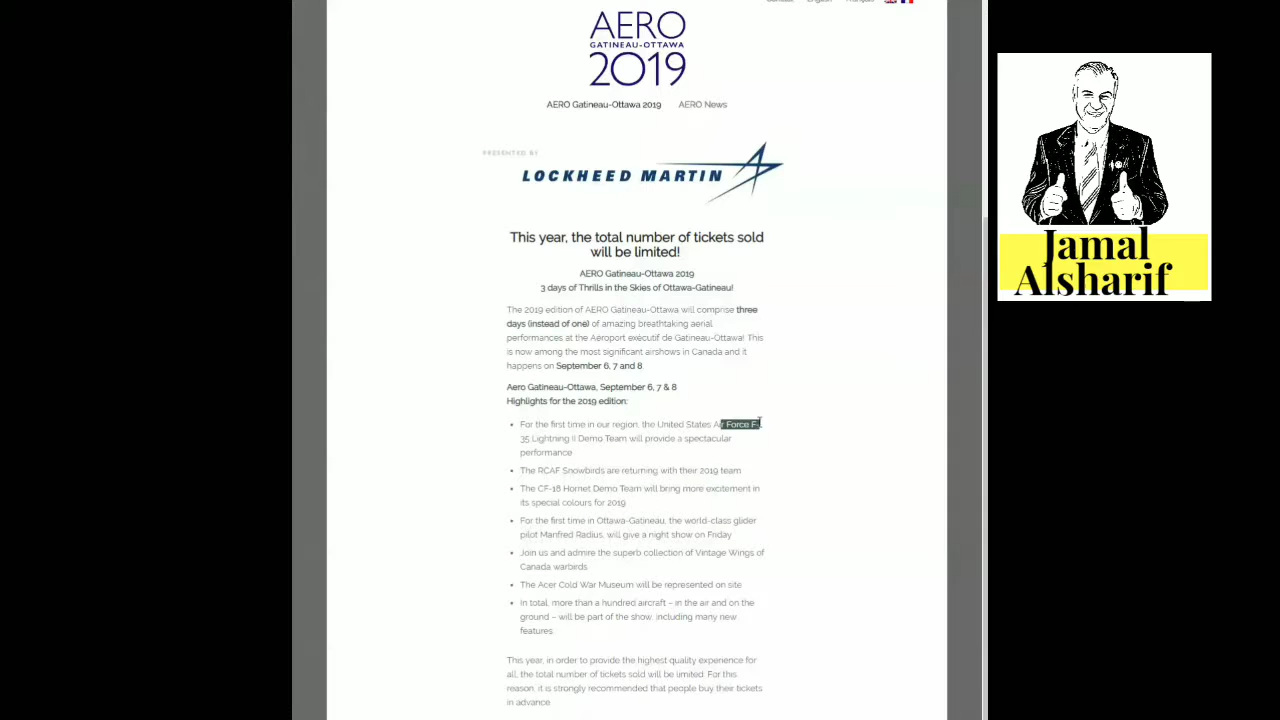 English
AERO
GATINEAU-OTTAWA
2019
AERO Gatineau-Ottawa 2019 AERO News
PRESENTED BY
LOCKHEED MARTIN
This year, the total number of tickets sold
will be limited!
AERO Gatineau-Ottawa 2019
3 days of Thrills in the Skies of Ottawa-Gatineau!
The 2019 edition of AERO Gatineau-Ottawa will comprise three
days (instead of one) of amazing breathtaking aerial
performances at the Aéroport exécutif de Gatineau-Ottawa! This
is now among the most significant airshows in Canada and it
happens on September 6, 7 and 8
Aero Gatineau-Ottawa, September 6, 7 & 8
Highlights for the 2019 edition:
• For the first time in our region, the United States Air Force F-
35 Lightning II Demo Team will provide a spectacular
performance
• The RCAF Snowbirds are returning with their 2019 team
• The CF-18 Hornet Demo Team will bring more excitement in
its special colours for 2019
• For the first time in Ottawa-Gatineau, the world-class glider
pilot Manfred Radius, will give a night show on Friday
• Join us and admire the superb collection of Vintage Wings of
Canada warbirds
• The Acer Cold War Museum will be represented on site
• In total, more than a hundred aircraft – in the air and on the
ground – will be part of the show, including many new
features
This year, in order to provide the highest quality experience for
all, the total number of tickets sold will be limited. For this
reason, it is strongly recommended that people buy their tickets
in advance
Jamal
Alsharif